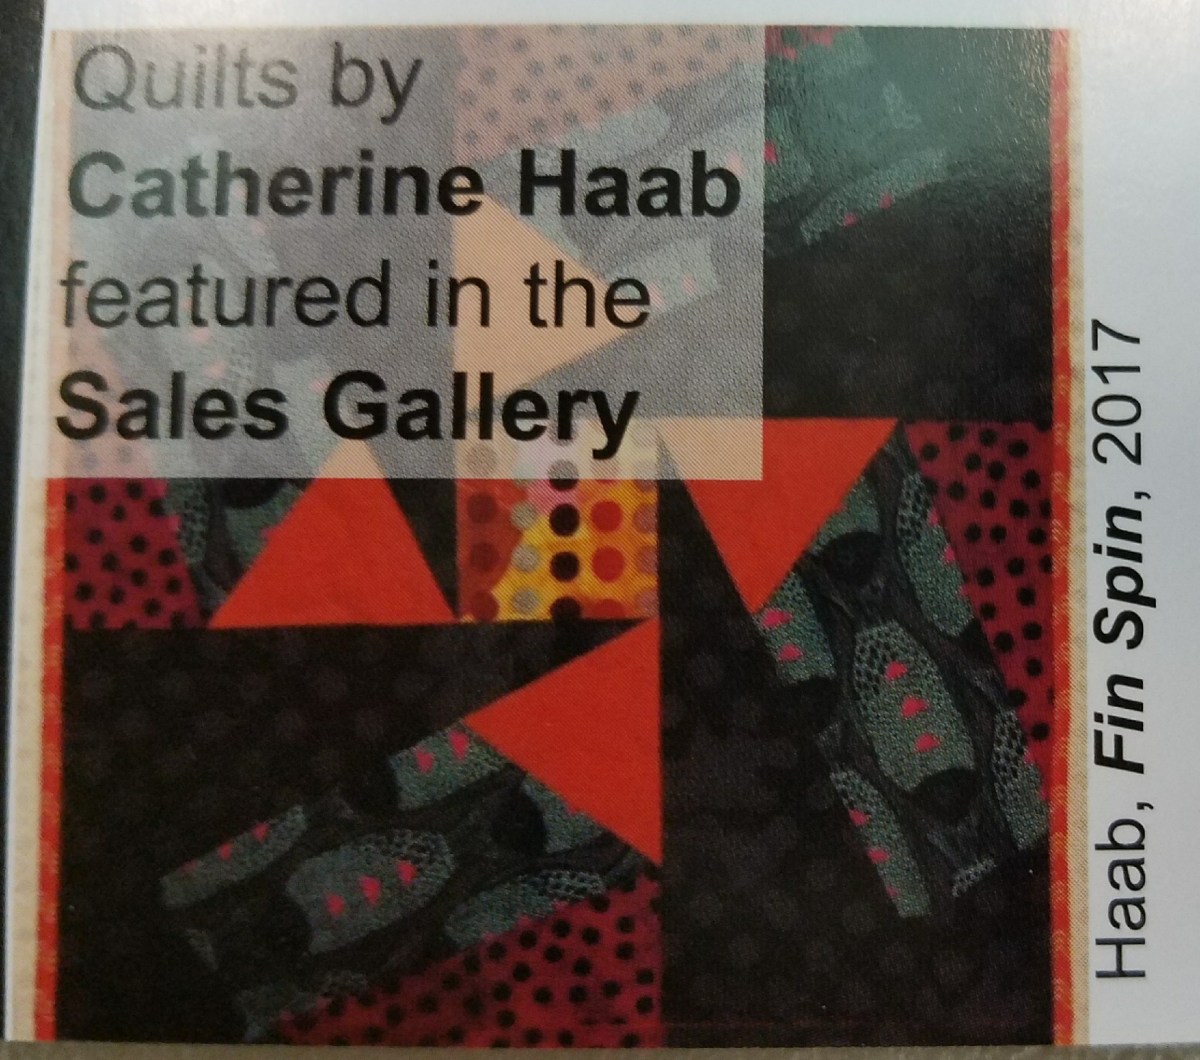 Quilts by
Catherine Haab
featured in the
Sales Gallery
Haab, Fin Spin, 2017